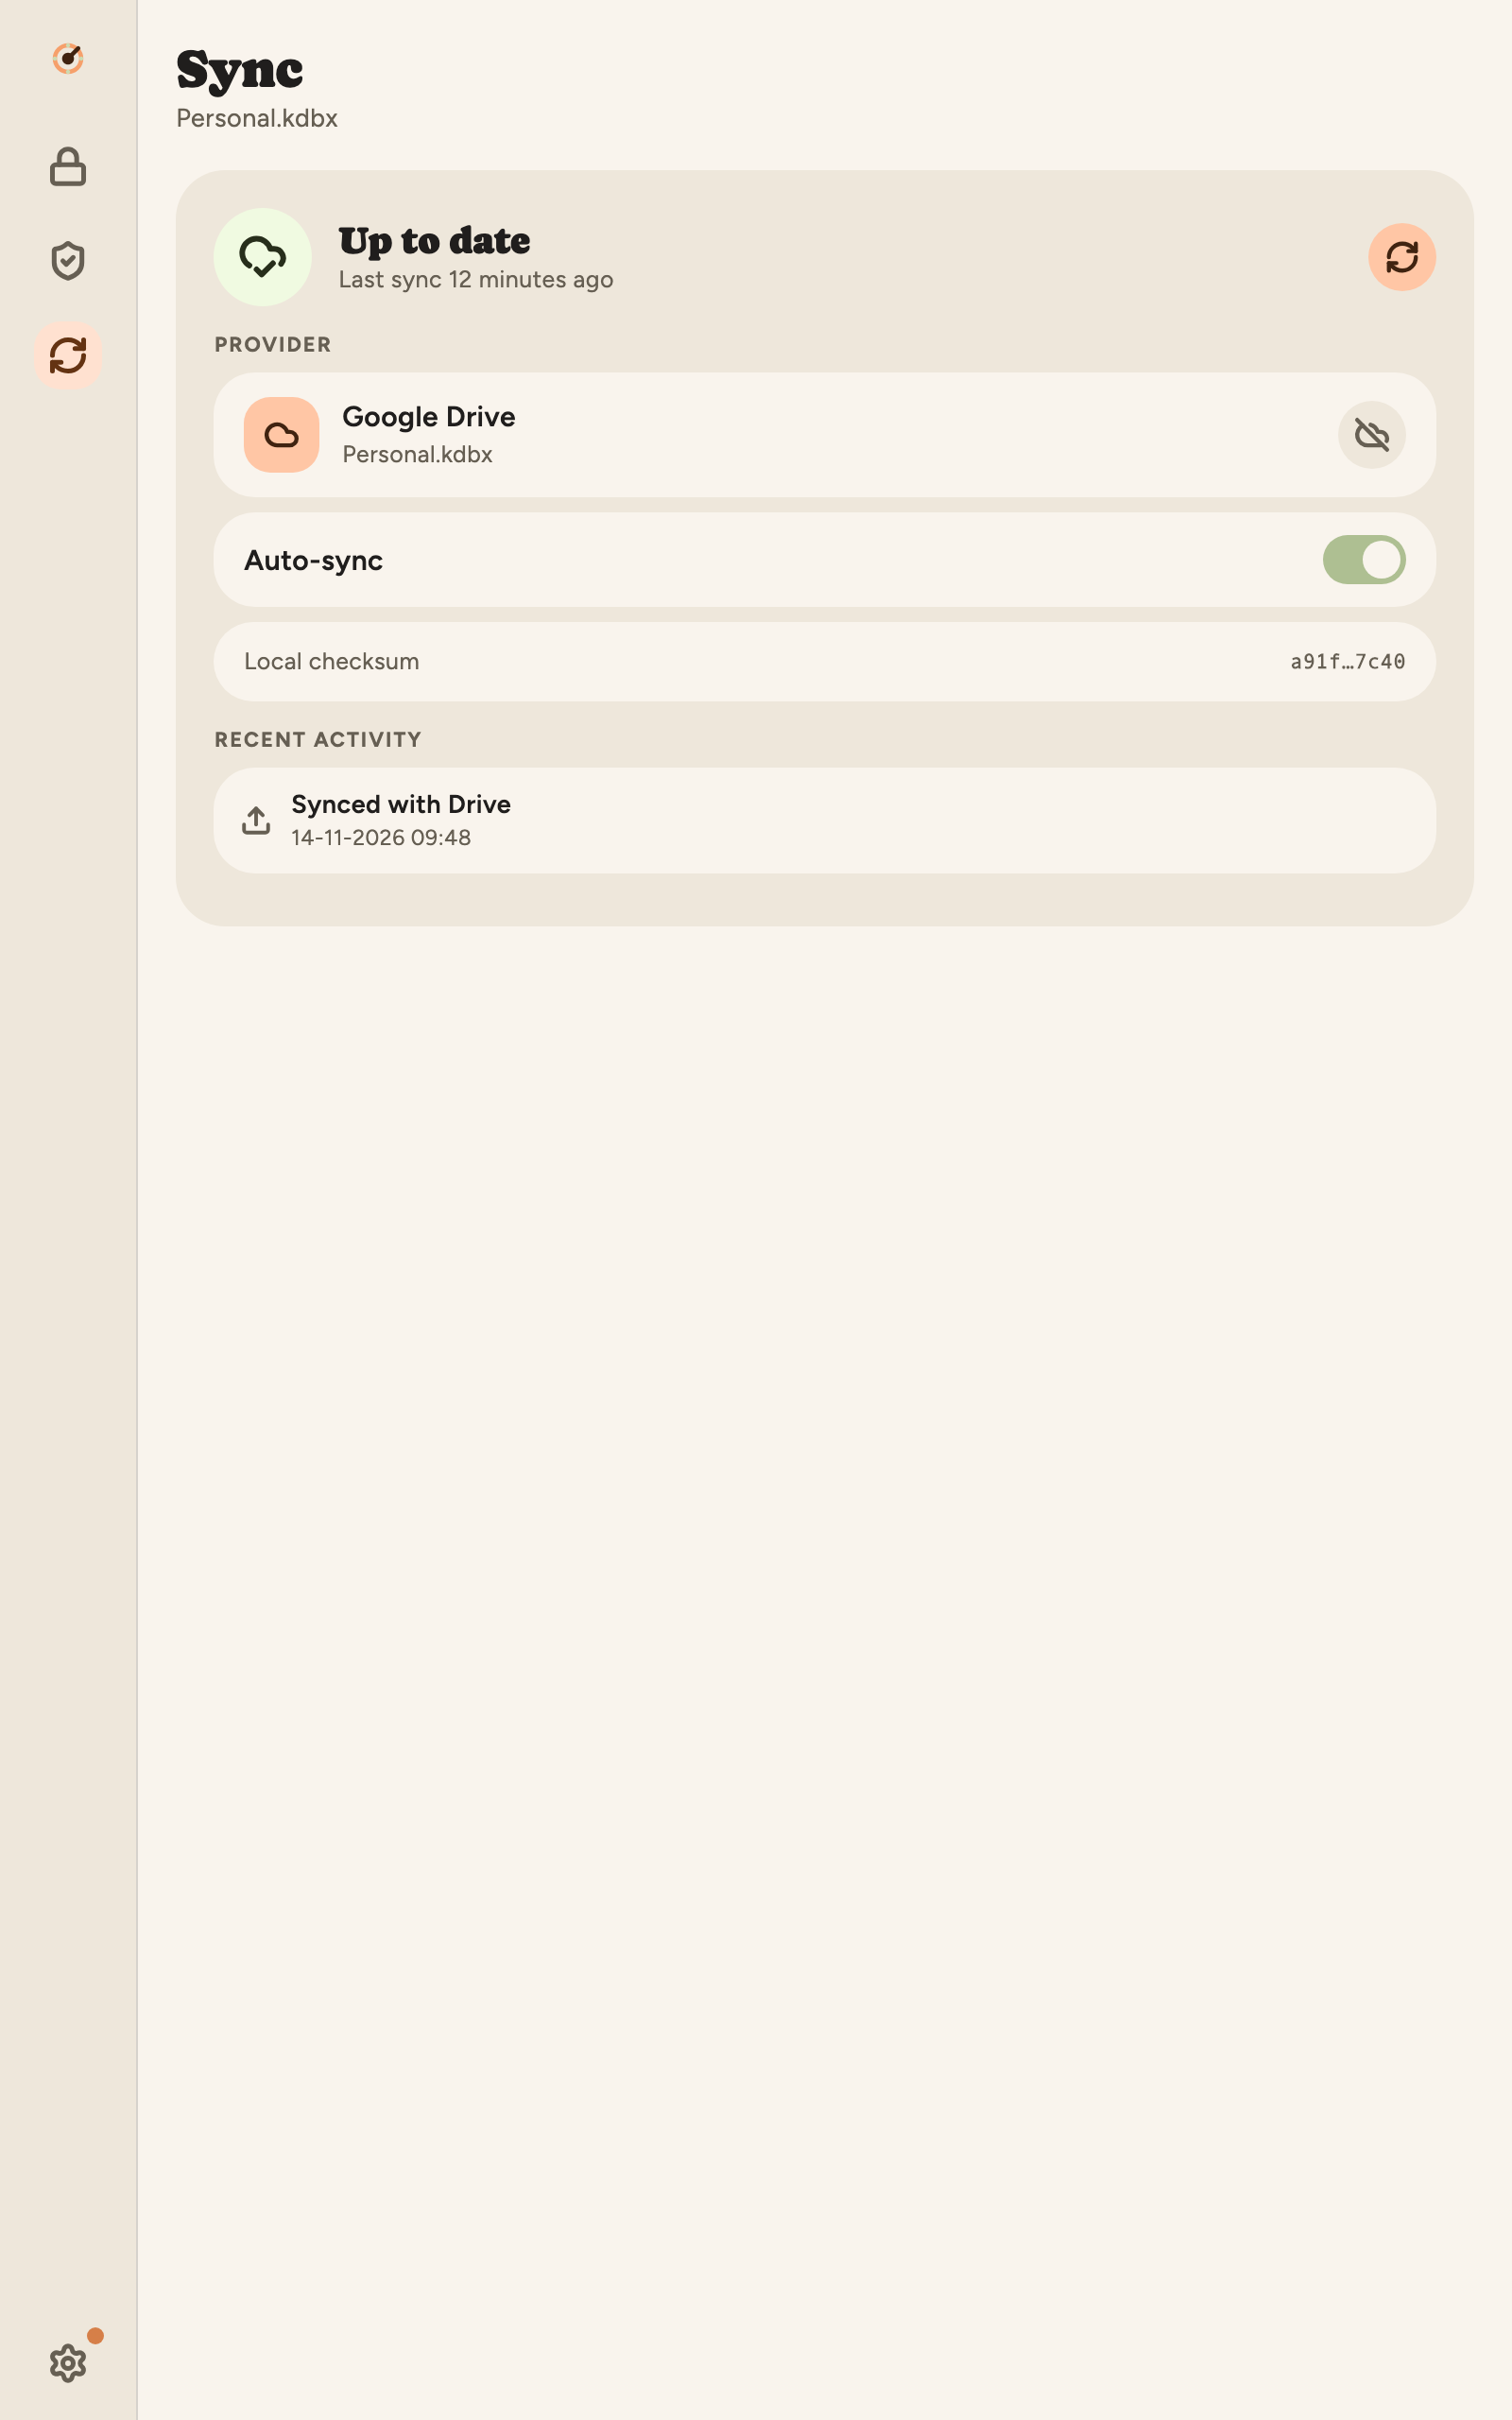 Sync
Personal.kdbx
Up to date
Last sync 12 minutes ago
PROVIDER
Google Drive
Personal.kdbx
Auto-sync
Local checksum
a91f…7c40
RECENT ACTIVITY
Synced with Drive
14-11-2026 09:48